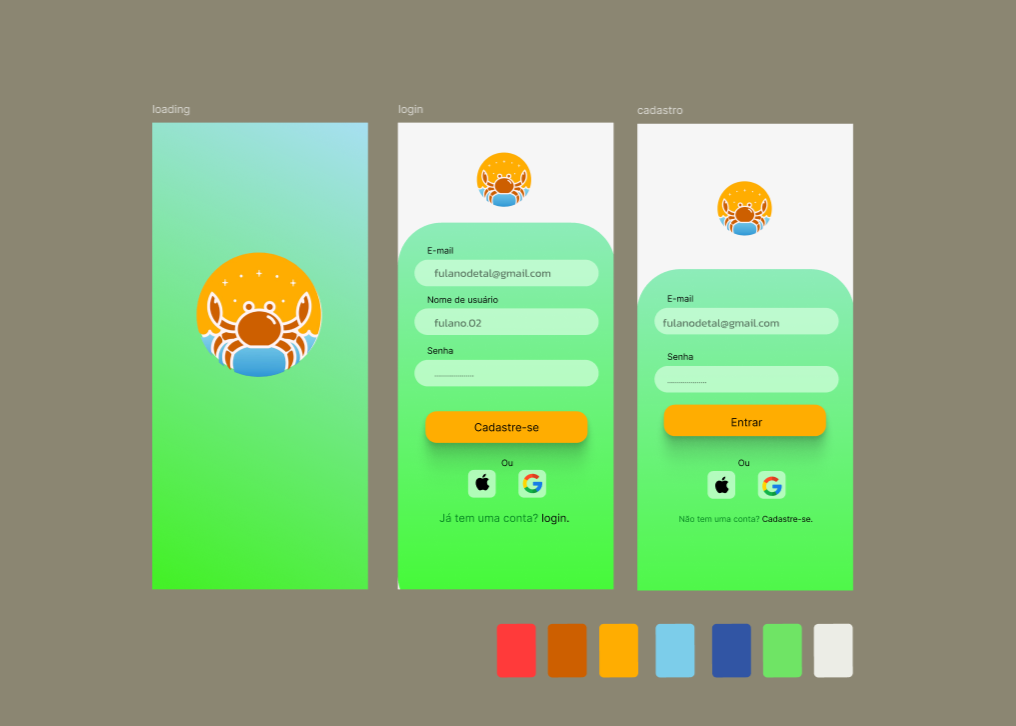 loading
login
E-mail
fulanodetal@gmail.com
Nome de usuário
fulano.02
Senha
Cadastre-se
Ou
Já tem uma conta? login.
cadastro
E-mail
fulanodetal@gmail.com
Senha
Entrar
Ou
Não tem uma conta? Cadastre-se.